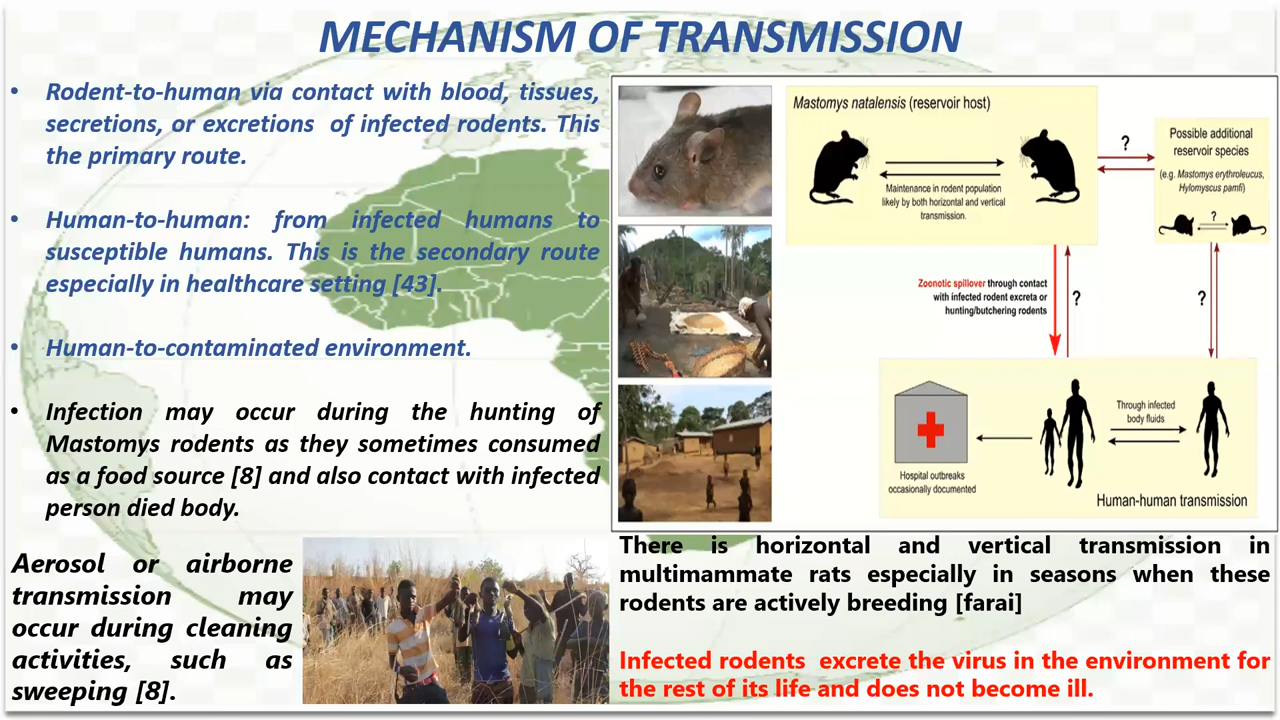 MECHANISM OF TRANSMISSION
• Rodent-to-human via contact with blood, tissues,
secretions, or excretions of infected rodents. This
the primary route.
• Human-to-human: from infected humans to
susceptible humans. This is the secondary route
especially in healthcare setting [43].
• Human-to-contaminated environment.
• Infection may occur during the hunting of
Mastomys rodents as they sometimes consumed
as a food source [8] and also contact with infected
person died body.
Aerosol or airborne
transmission may
occur during cleaning
activities, such as
sweeping [8].
Mastomys natalensis (reservoir host)
Maintenance in rodent population
likely by both horizontal and vertical
transmission.
?
Possible additional
reservoir species
(e.g. Mastomys erythroleucus,
Hylomyscus pamfi)
?
Zoonotic spillover through contact
with infected rodent excreta or
hunting/butchering rodents
?
?
Hospital outbreaks
occasionally documented
Through infected
body fluids
Human-human transmission
There is horizontal and vertical transmission in
multimammate rats especially in seasons when these
rodents are actively breeding [farai]
Infected rodents excrete the virus in the environment for
the rest of its life and does not become ill.